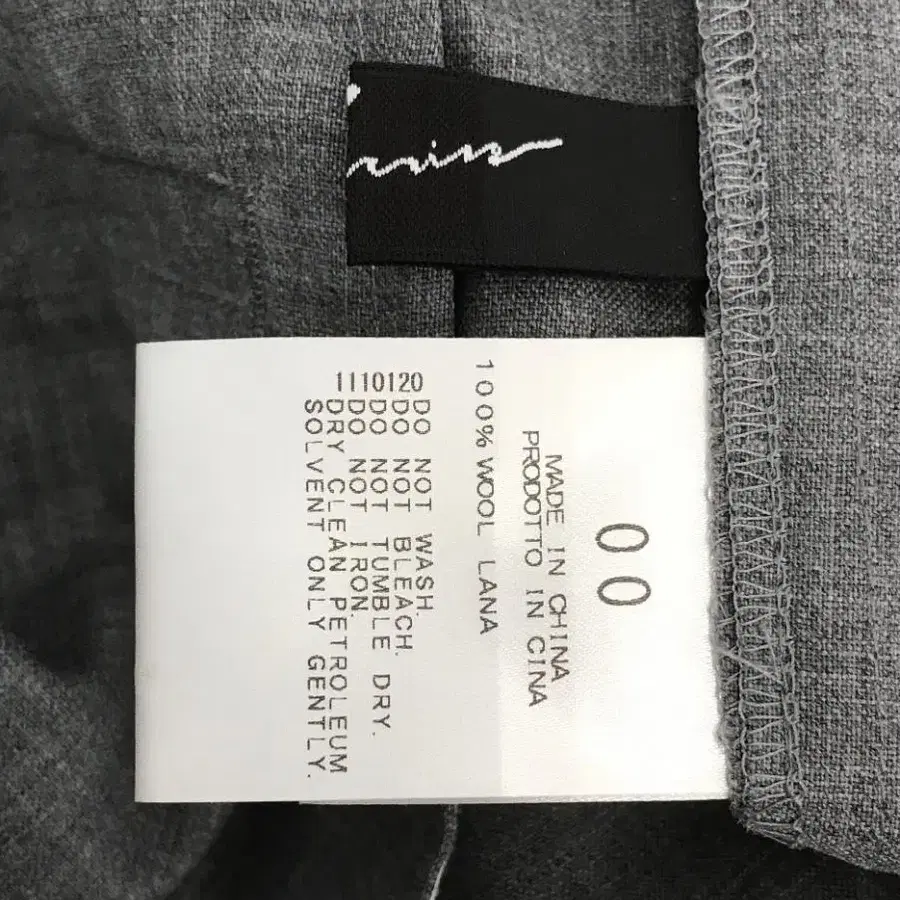 00
MADE IN CHINA
PRODOTTO IN CINA
100% WOOL LANA
1110120
DO NOT WASH.
DO NOT BLEACH.
DO NOT TUMBLE DRY.
DO NOT IRON.
DRY CLEAN PETROLEUM
SOLVENT ONLY GENTLY.